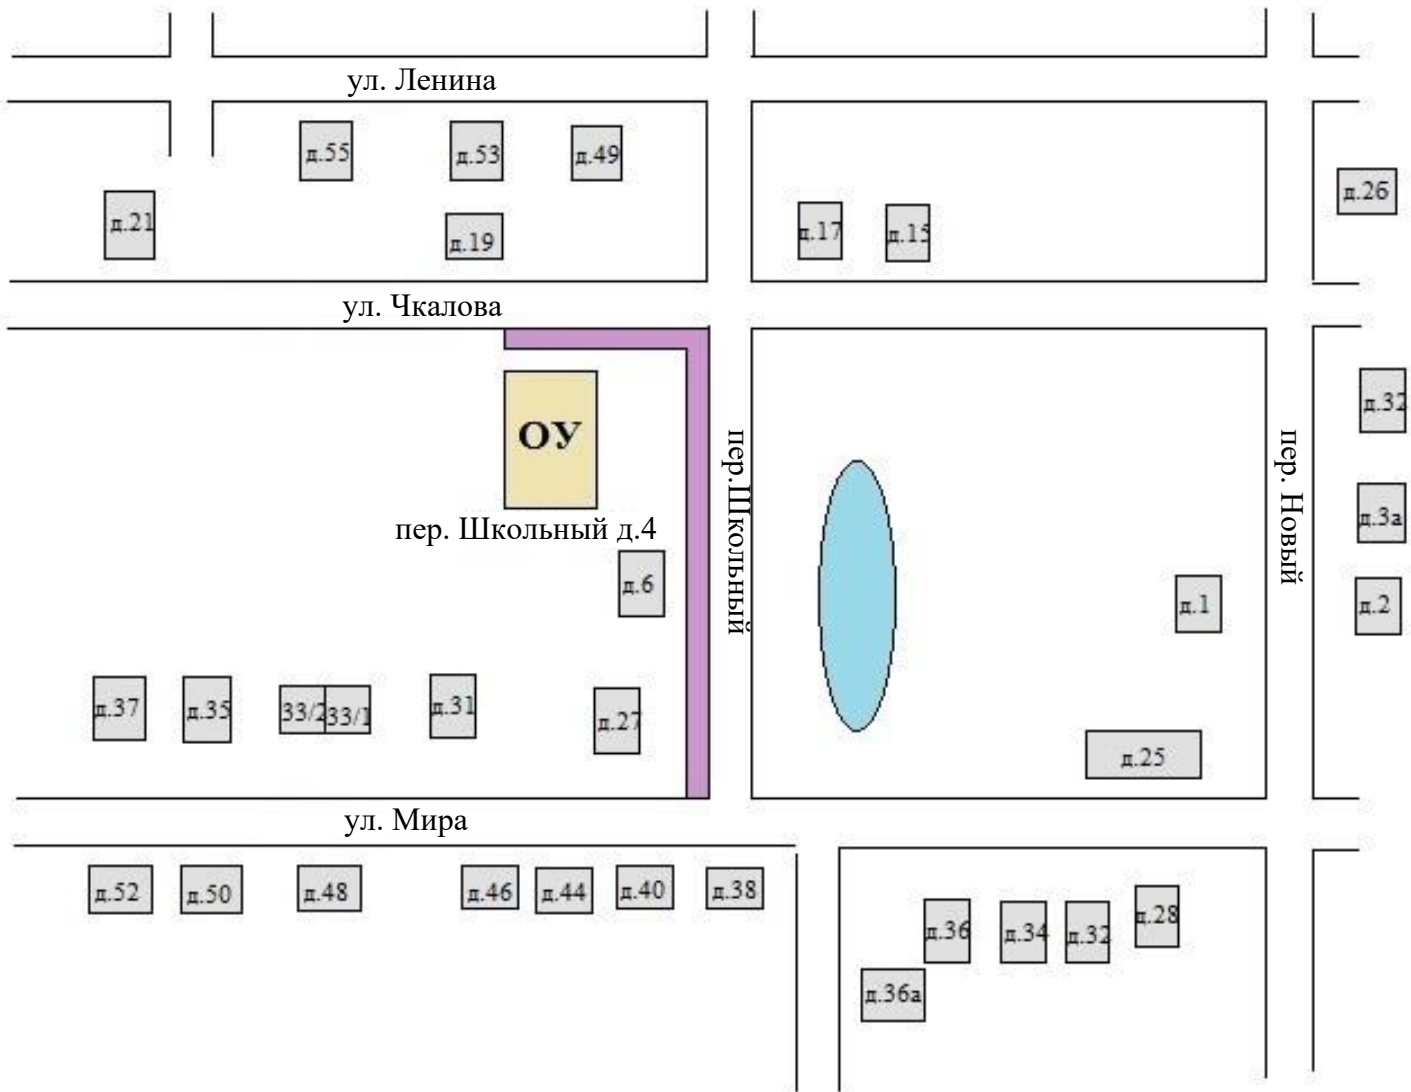 ул. Ленина
д.55
д.53
д.49
д.26
д.21
д.19
д.17
д.15
ул. Чкалова
д.32
ОУ
пер.Школьный
пер. Новый
д.3а
пер. Школьный д.4
д.6
д.1
д.2
д.37
д.35
33/2
33/1
д.31
д.27
д.25
ул. Мира
д.52
д.50
д.48
д.46
д.44
д.40
д.38
д.36
д.34
д.32
д.28
д.36а